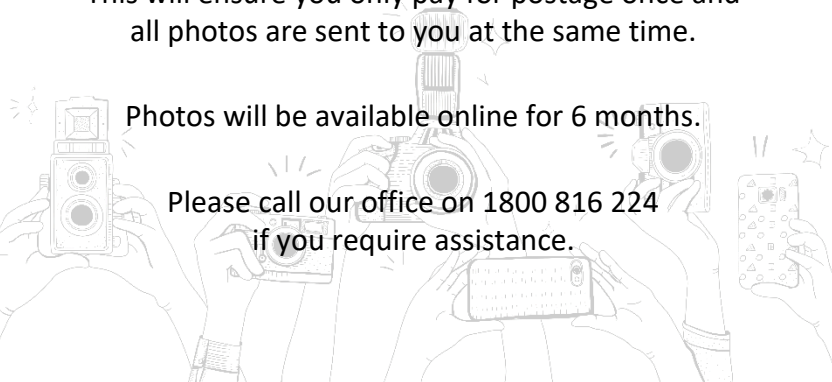 This will ensure you only pay for postage once and
all photos are sent to you at the same time.
Photos will be available online for 6 months.
Please call our office on 1800 816 224
if you require assistance.